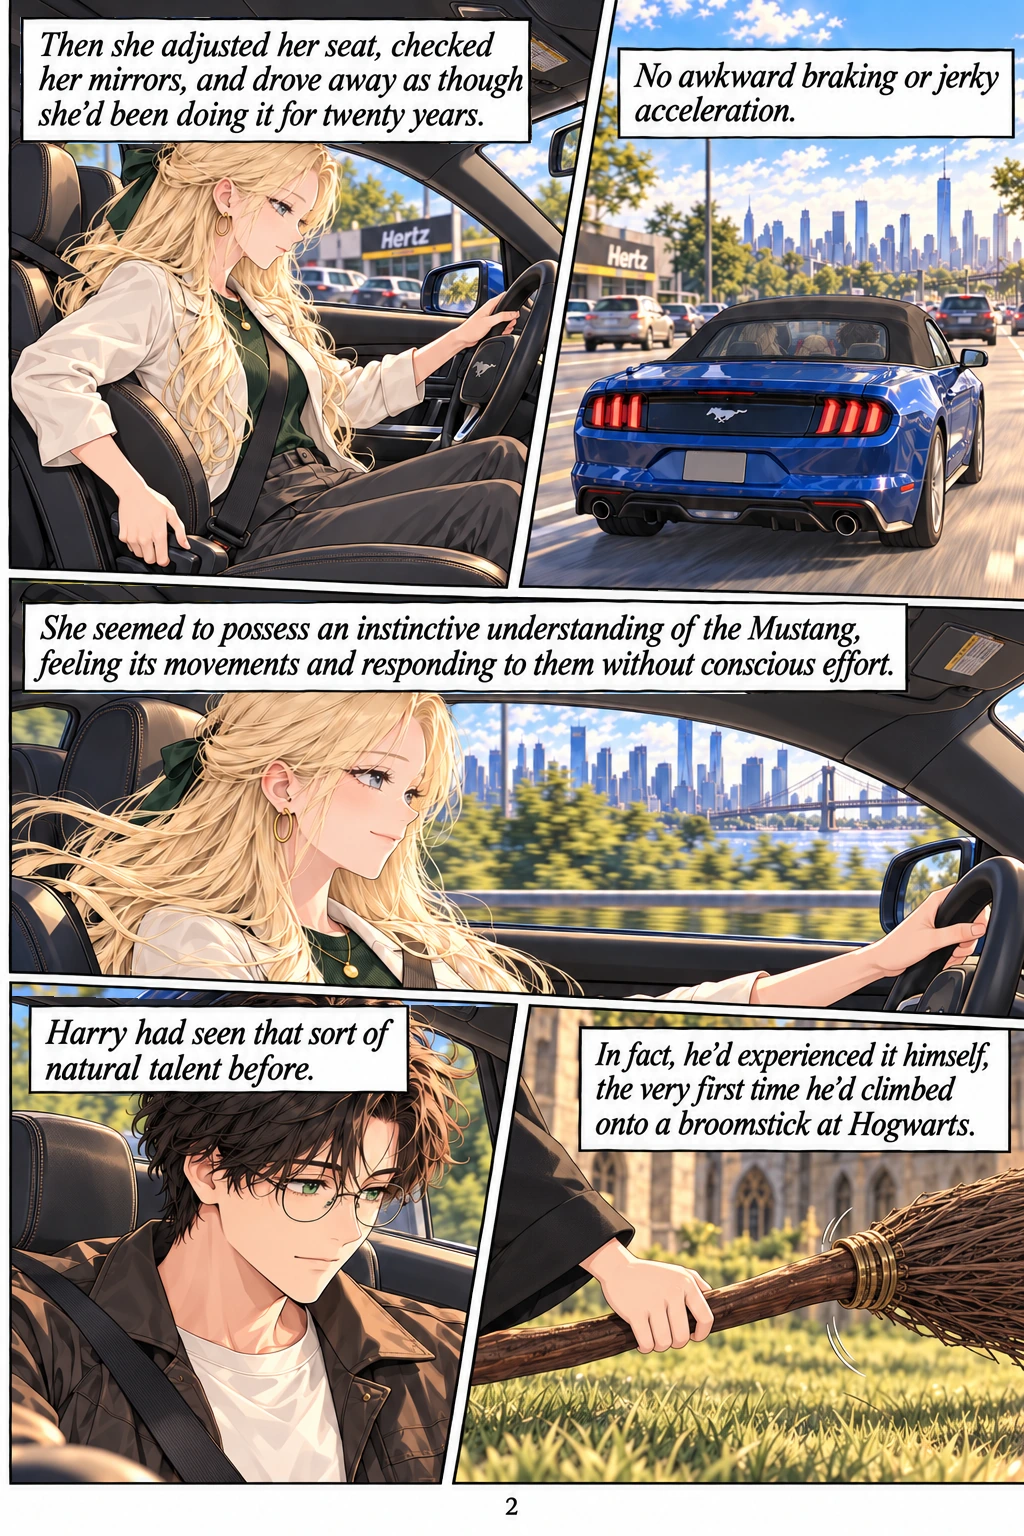 Then she adjusted her seat, checked
her mirrors, and drove away as though
she'd been doing it for twenty years.
No awkward braking or jerky
acceleration.
Hertz
Hertz
She seemed to possess an instinctive understanding of the Mustang,
feeling its movements and responding to them without conscious effort.
Harry had seen that sort of
natural talent before.
In fact, he'd experienced it himself,
the very first time he'd climbed
onto a broomstick at Hogwarts.
2